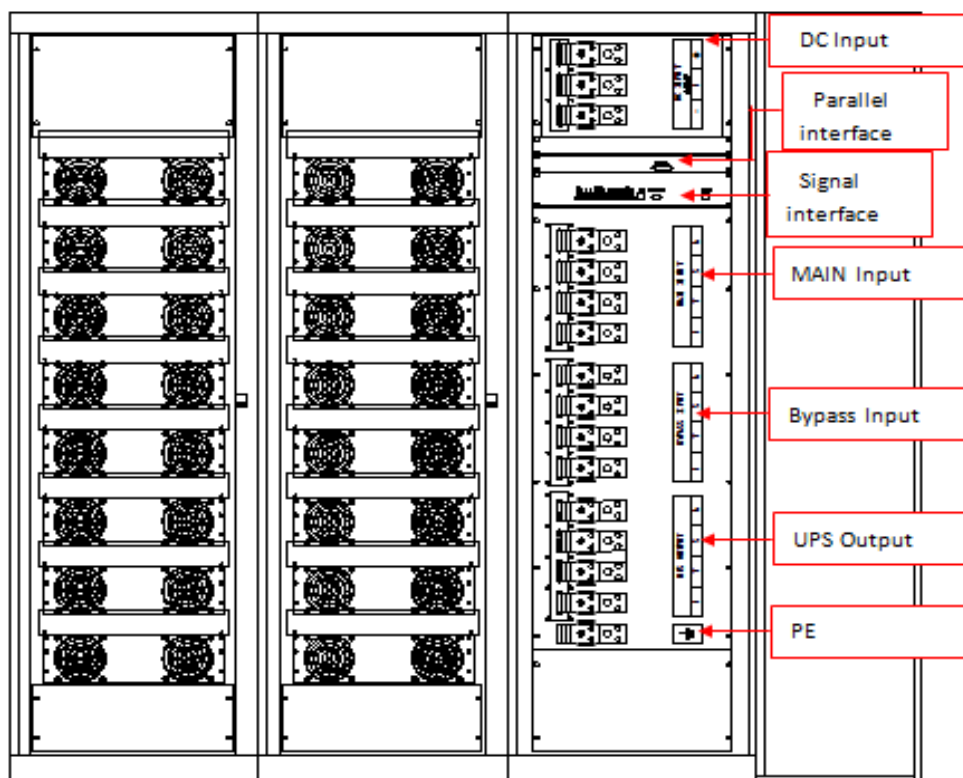 DC Input
Parallel
interface
Signal
interface
MAIN Input
Bypass Input
UPS Output
PE